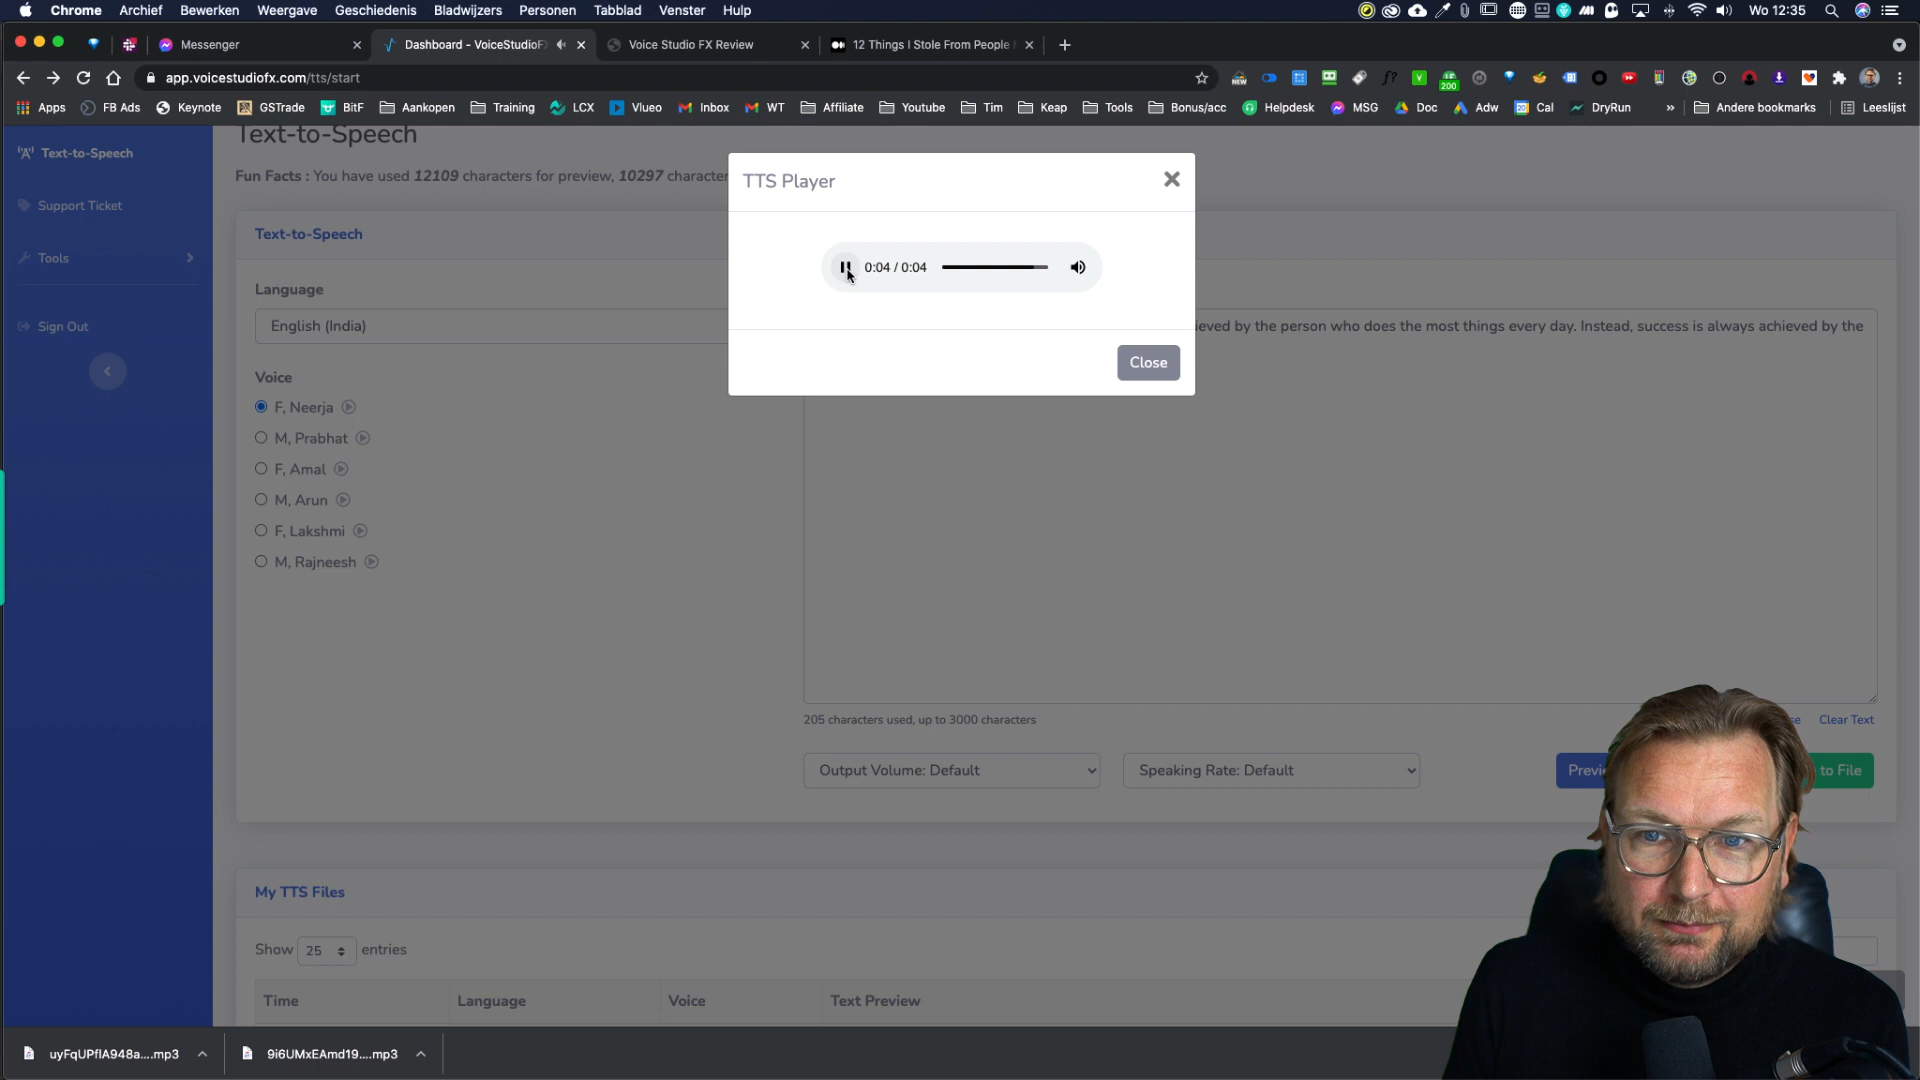 Chrome Archief Bewerken Weergave Geschiedenis Bladwijzers Personen Tabblad Venster Help Wo 12:35
Messenger Dashboard - VoiceStudioF Voice Studio FX Review 12 Things I Stole From People
app.voicestudiofx.com/tts/start
NEW f? 200
Apps FB Ads Keynote GSTrade BitF Aankopen Training LCX Vlueo Inbox WT Affiliate Youtube Tim Keap Tools Bonus/acc Helpdesk MSG Doc Adw Cal DryRun » Andere bookmarks Leeslijst
Text-to-Speech
Support Ticket
Tools
Sign Out
Text-to-Speech
Fun Facts : You have used 12109 characters for preview, 10297 character
Text-to-Speech
Language
English (India)
Voice
F, Neerja
M, Prabhat
F, Amal
M, Arun
F, Lakshmi
M, Rajneesh
TTS Player
0:04 / 0:04
Close
ieved by the person who does the most things every day. Instead, success is always achieved by the
205 characters used, up to 3000 characters
se Clear Text
Output Volume: Default Speaking Rate: Default Previ to File
My TTS Files
Show 25 entries
Time Language Voice Text Preview
uyFqUPflA948a....mp3 9i6UMxEAmd19....mp3